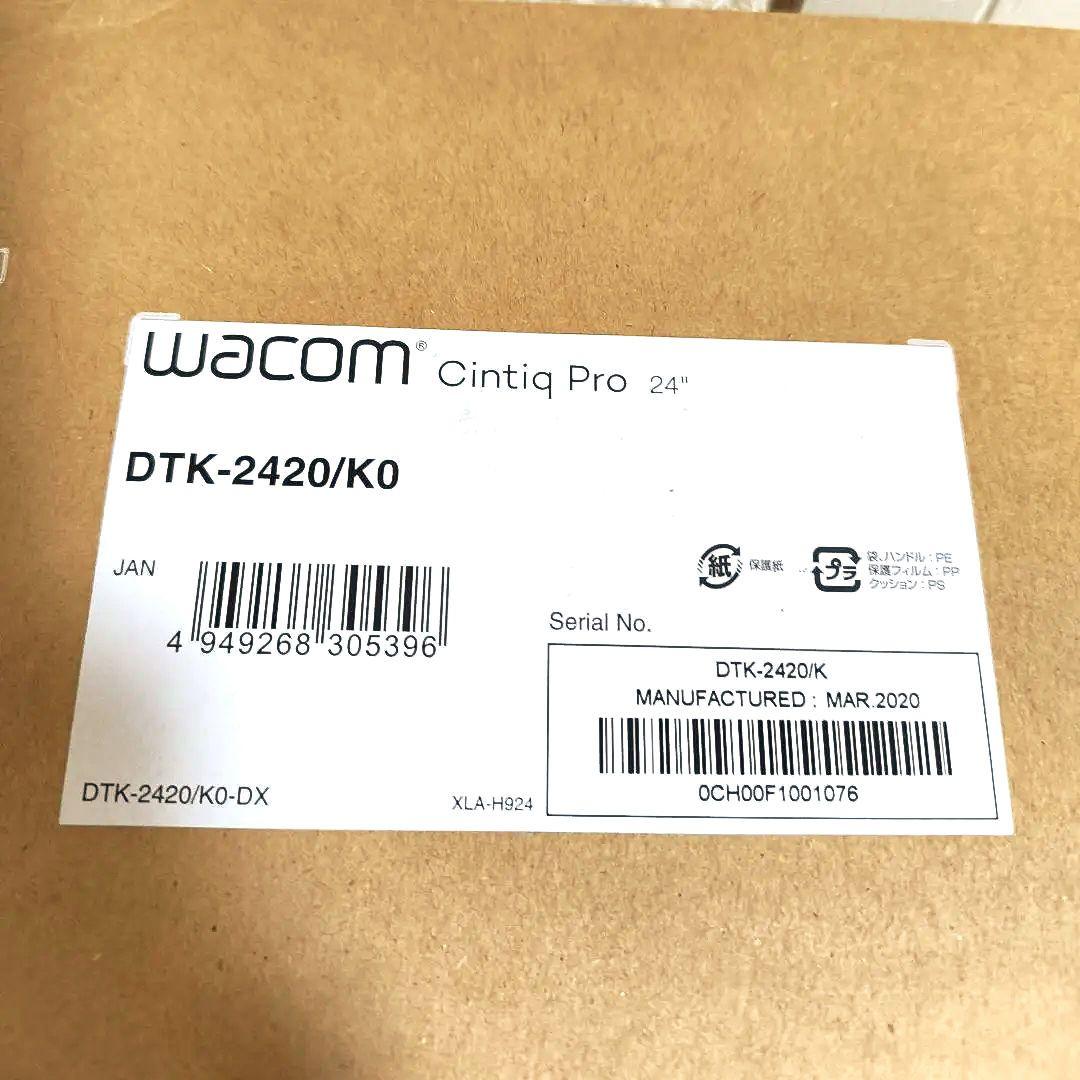 wacom® Cintiq Pro 24"
DTK-2420/K0
JAN
4 949268 305396
紙 保護紙
プラ
袋、ハンドル:PE
保護フィルム:PP
クッション:PS
Serial No.
DTK-2420/K
MANUFACTURED : MAR.2020
0CH00F1001076
DTK-2420/K0-DX
XLA-H924